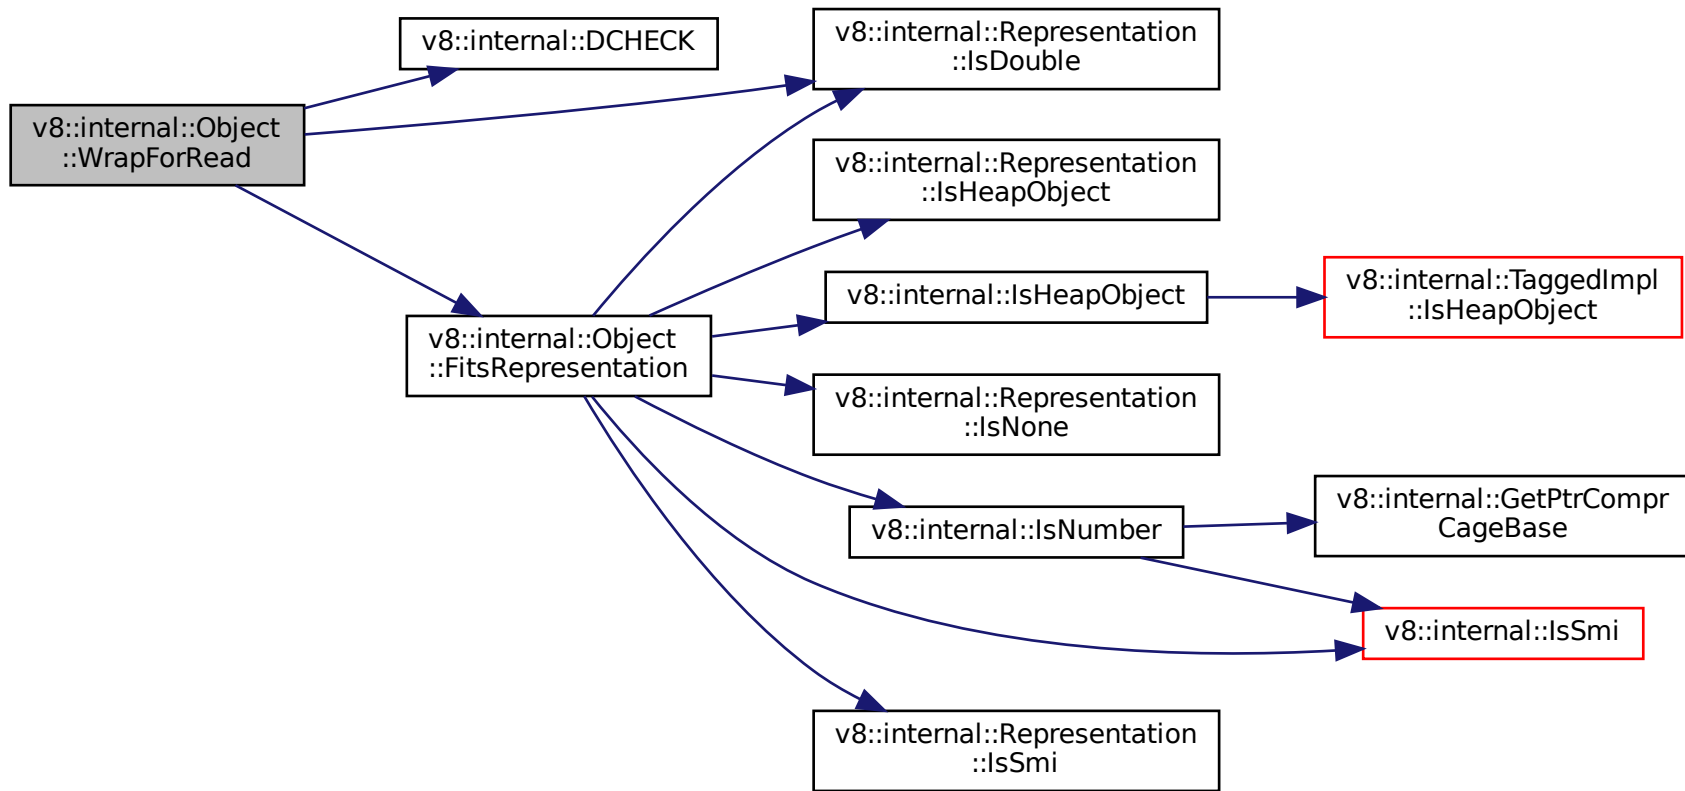 v8::internal::Object
::WrapForRead
v8::internal::DCHECK
v8::internal::Representation
::IsDouble
v8::internal::Object
::FitsRepresentation
v8::internal::Representation
::IsHeapObject
v8::internal::IsHeapObject
v8::internal::TaggedImpl
::IsHeapObject
v8::internal::Representation
::IsNone
v8::internal::IsNumber
v8::internal::GetPtrCompr
CageBase
v8::internal::IsSmi
v8::internal::Representation
::IsSmi